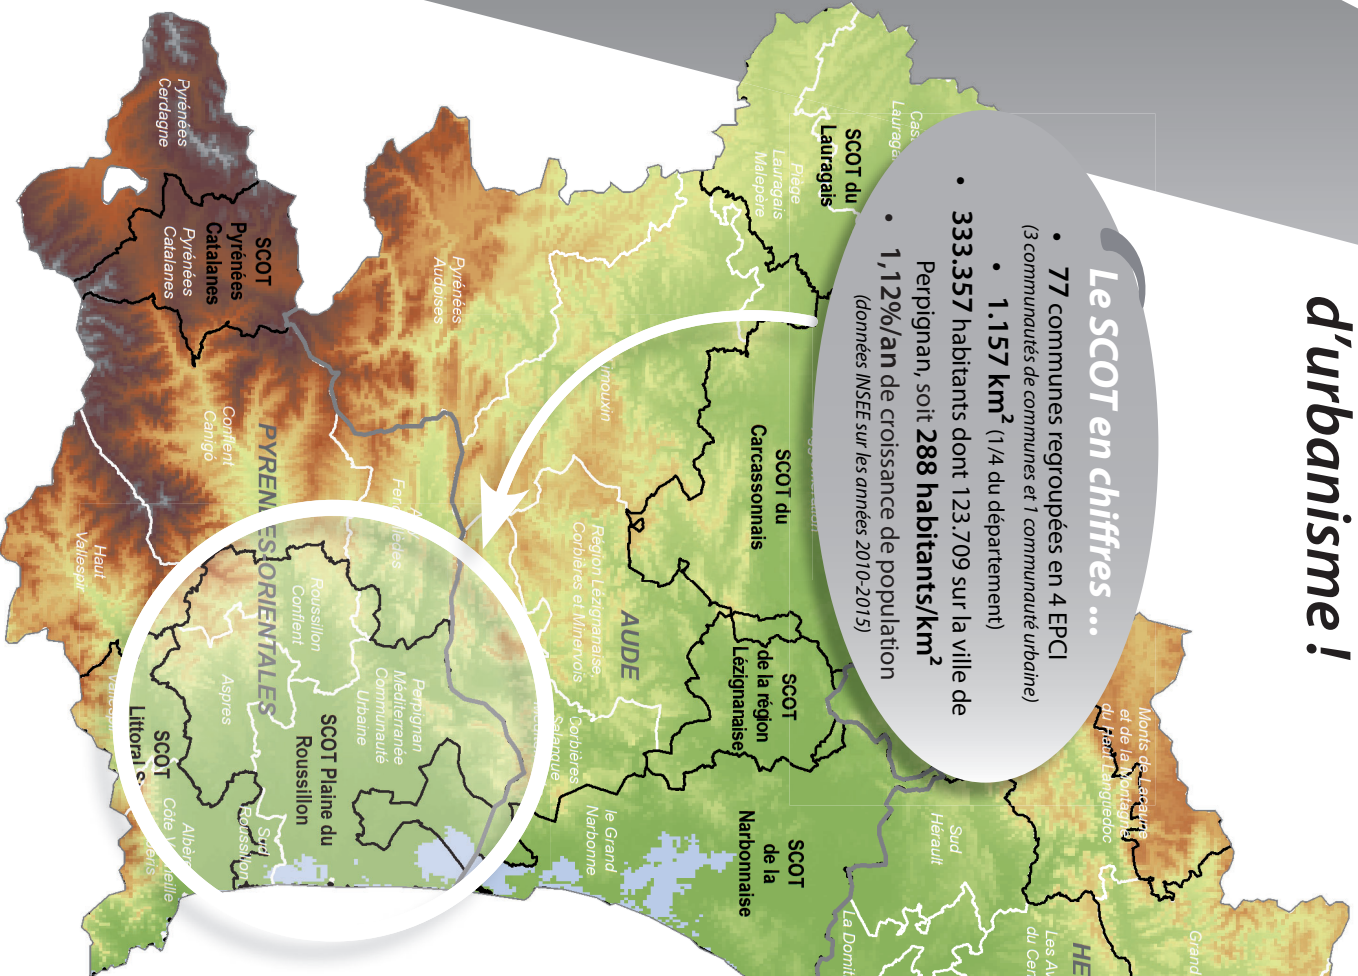 d'urbanisme !
Le SCOT en chiffres ...
• 77 communes regroupées en 4 EPCI
(3 communautés de communes et 1 communauté urbaine)
• 1.157 km² (1/4 du département)
• 333.357 habitants dont 123.709 sur la ville de
Perpignan, soit 288 habitants/km²
• 1,12%/an de croissance de population
(données INSEE sur les années 2010-2015)
SCOT du
Lauragais
Piège
Lauragais
Malepère
SCOT du
Carcassonnais
SCOT
de la région
Lézignanaise
SCOT
de la
Narbonnaise
AUDE
Région Lézignanaise,
Corbières et Minervois
Corbières
le Grand
Narbonne
Sud
Hérault
Monts de Lacaune
et de la Montagne
du Haut Languedoc
Grand
Pyrénées
Audoises
Pyrénées
Cerdagne
SCOT
Pyrénées
Catalanes
Pyrénées
Catalanes
Conflent
Canigó
PYRENEES ORIENTALES
Haut
Vallespir
Roussillon
Conflent
Aspres
Perpignan
Méditerranée
Communauté
Urbaine
SCOT Plaine du
Roussillon
Sud
Roussillon
SCOT
Littoral